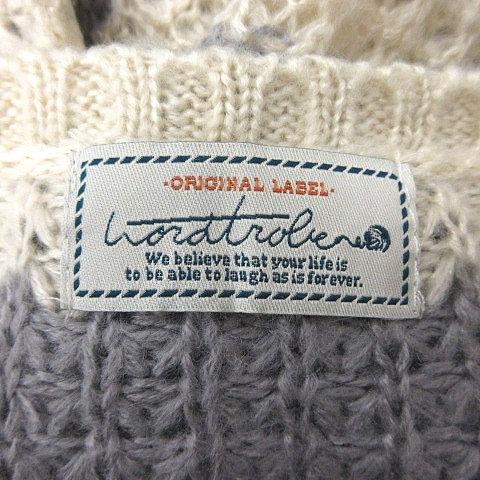 -ORIGINAL LABEL-
wordtrobe
We believe that your life is
to be able to laugh as is forever.